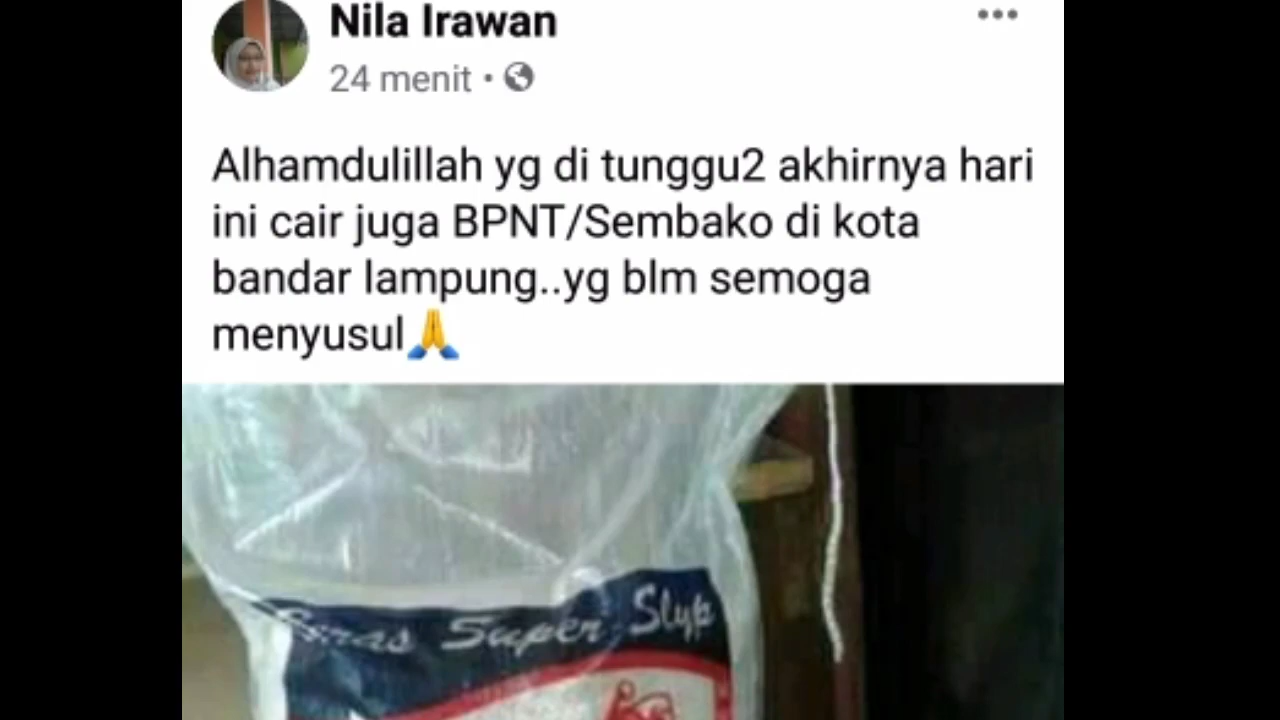 Nila Irawan
24 menit •
Alhamdulillah yg di tunggu2 akhirnya hari
ini cair juga BPNT/Sembako di kota
bandar lampung..yg blm semoga
menyusul🙏
Beras Super Slyp